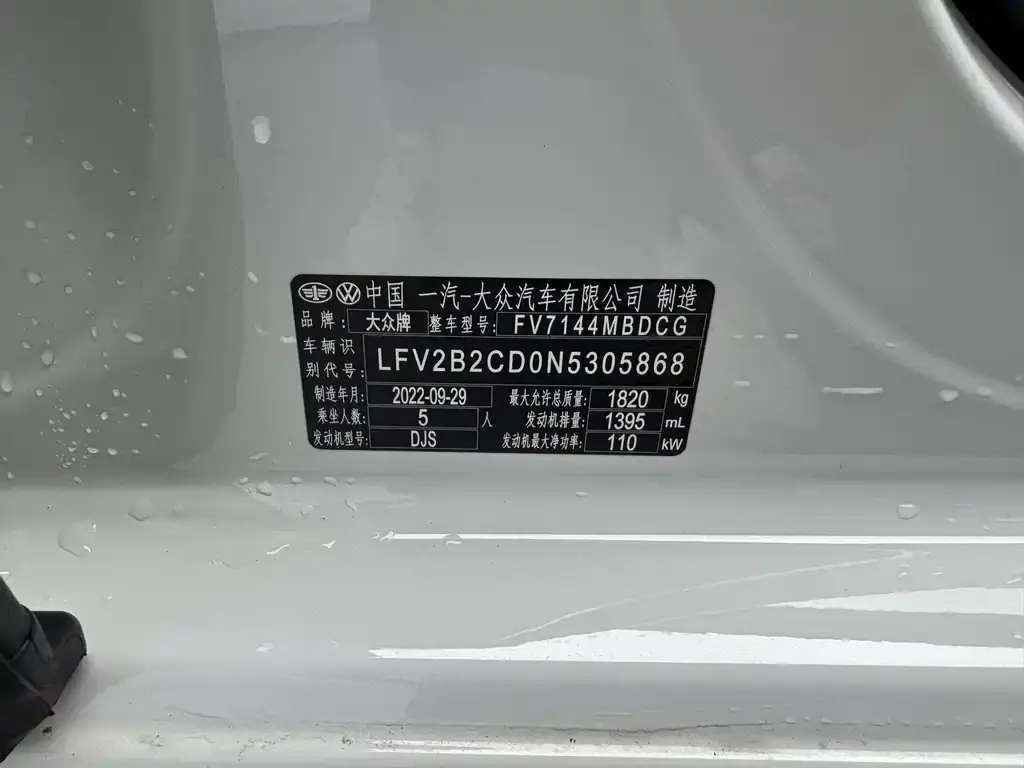 中国 一汽-大众汽车有限公司 制造
品牌: 大众牌 整车型号: FV7144MBDCG
车辆识
别代号: LFV2B2CD0N5305868
制造年月: 2022-09-29 最大允许总质量: 1820 kg
乘坐人数: 5 人 发动机排量: 1395 mL
发动机型号: DJS 发动机最大净功率: 110 kW